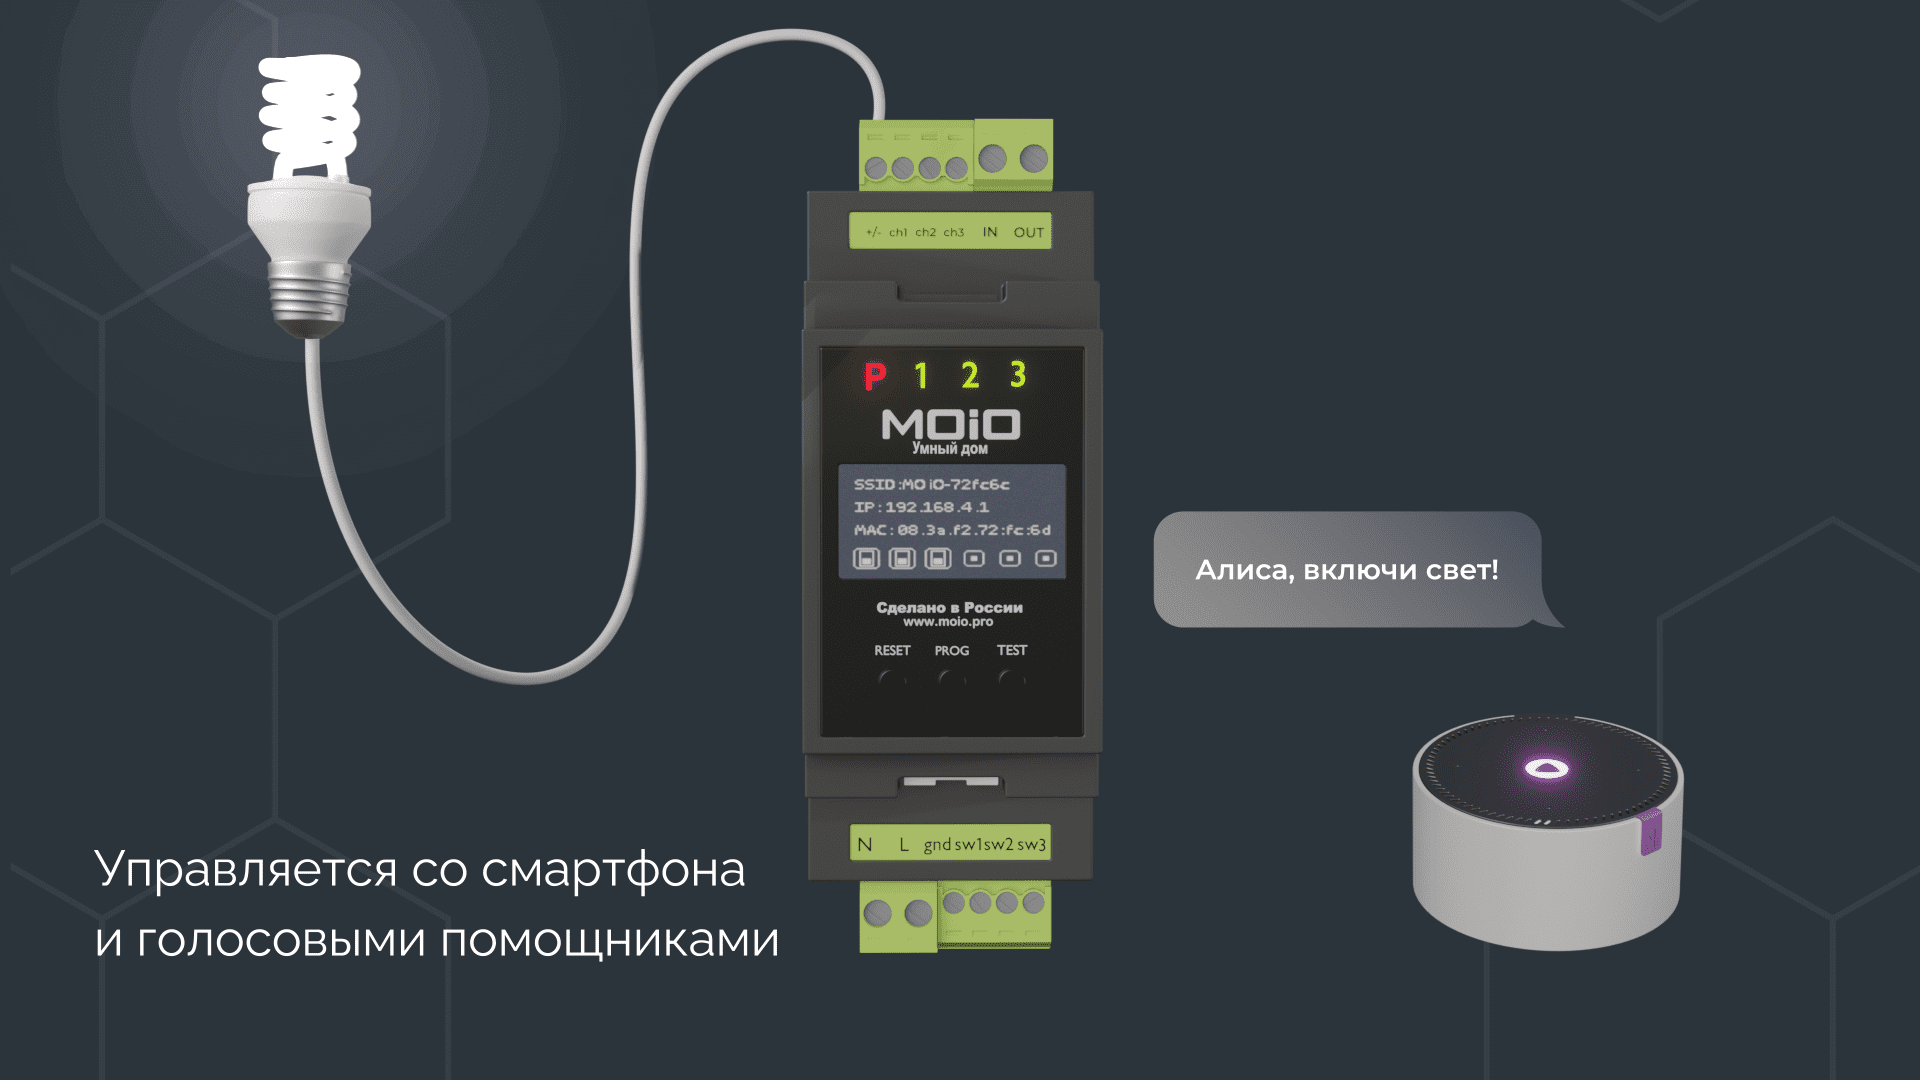 +/- ch1 ch2 ch3 IN OUT
P 1 2 3
MOiO
Умный дом
SSID:MOiO-72fc6c
IP:192.168.4.1
MAC:08.3a.f2.72:fc:6d
Сделано в России
www.moio.pro
RESET PROG TEST
Алиса, включи свет!
N L gnd sw1 sw2 sw3
Управляется со смартфона
и голосовыми помощниками